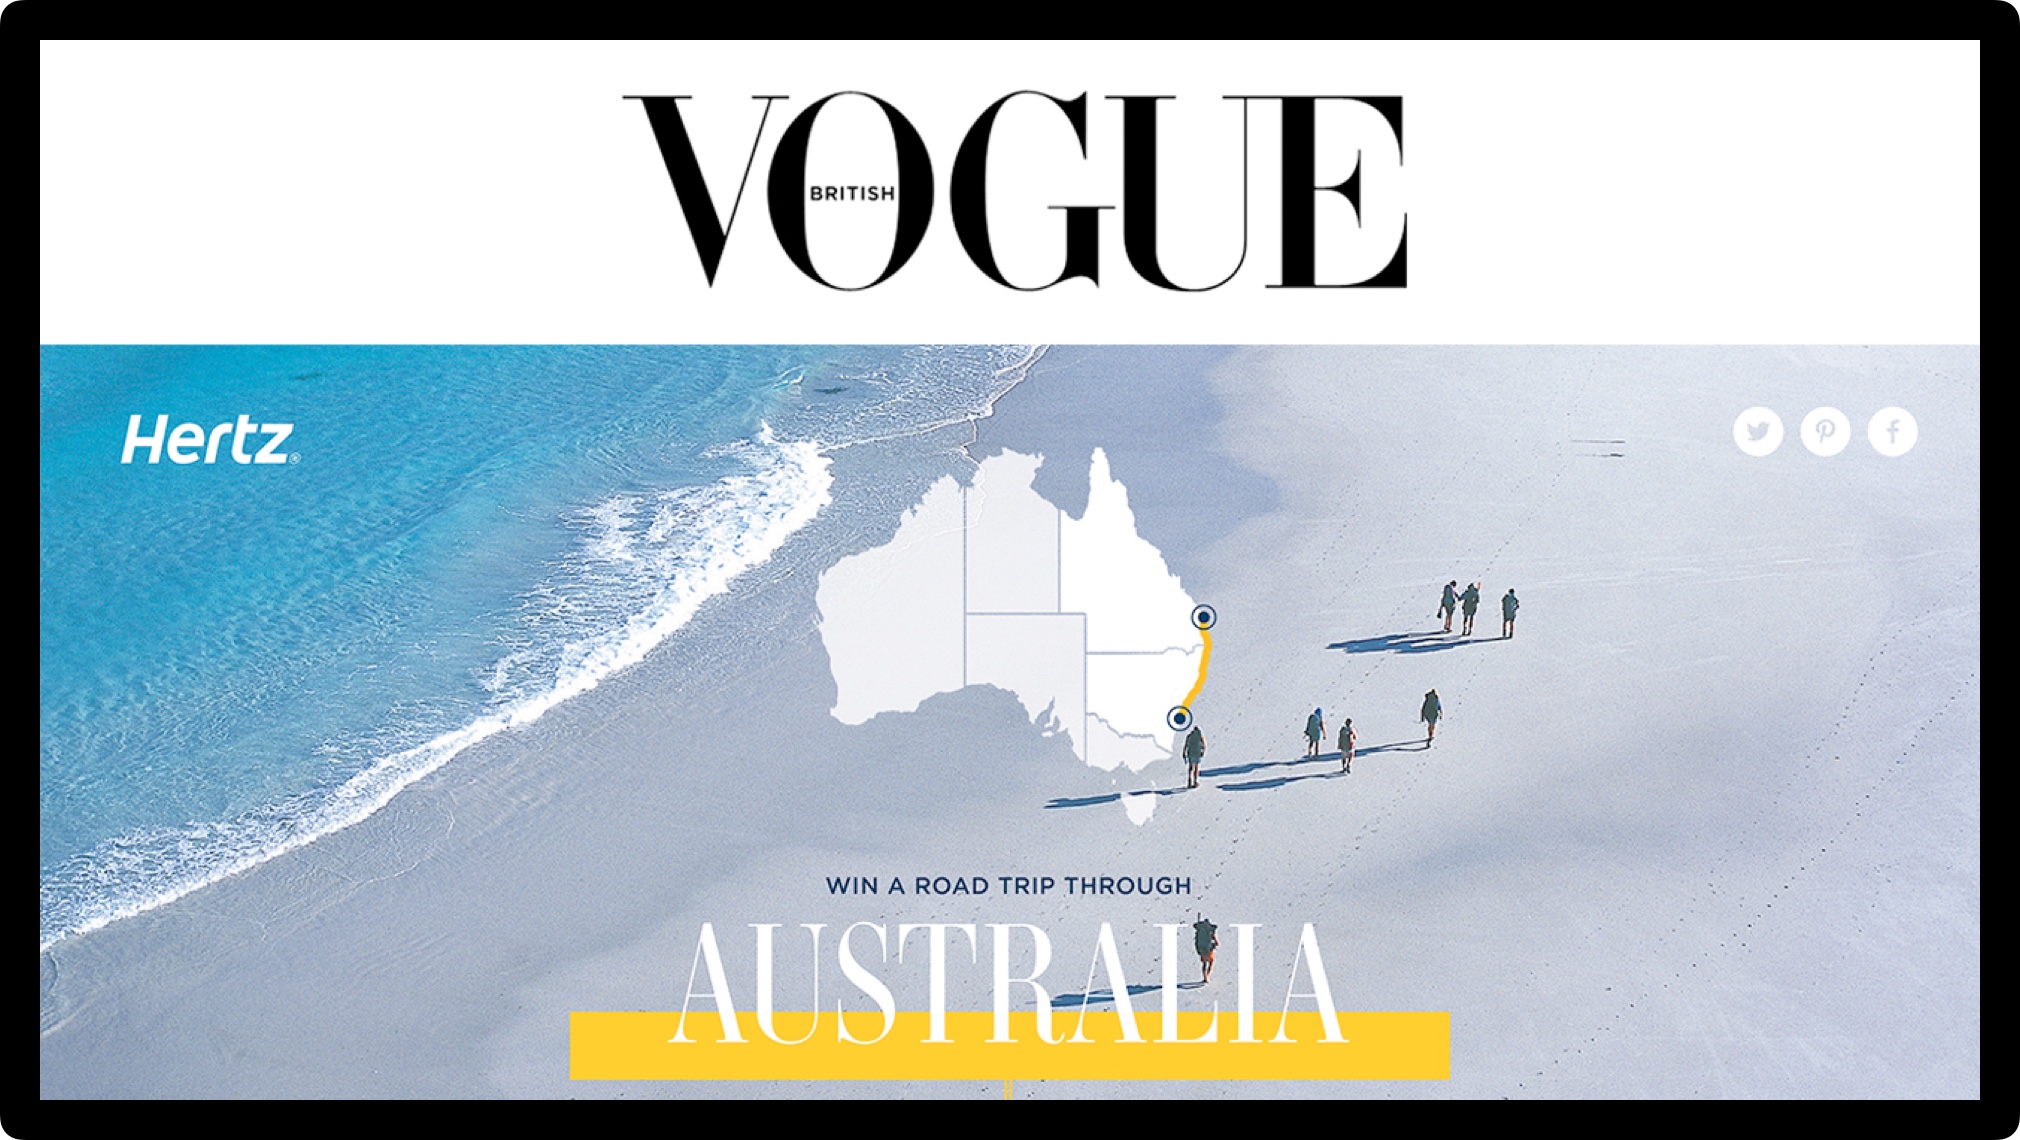 VOGUE
BRITISH
Hertz®
WIN A ROAD TRIP THROUGH
AUSTRALIA